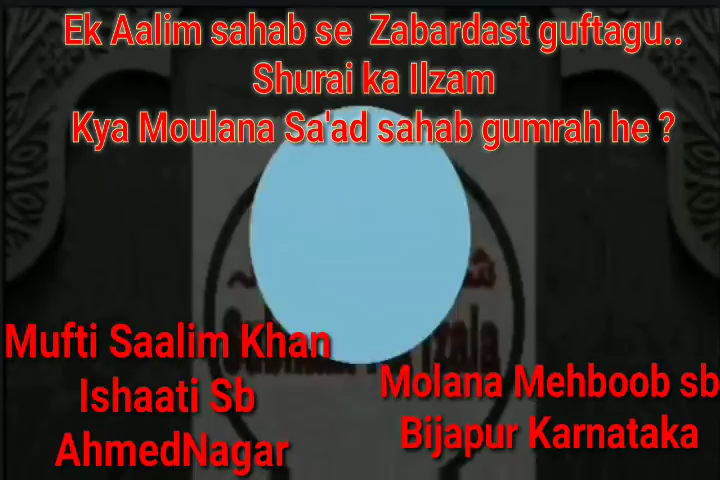 Ek Aalim sahab se Zabardast guftagu..
Shurai ka Ilzam
Kya Moulana Sa'ad sahab gumrah he ?
Mufti Saalim Khan
Ishaati Sb
AhmedNagar
Molana Mehboob sb
Bijapur Karnataka